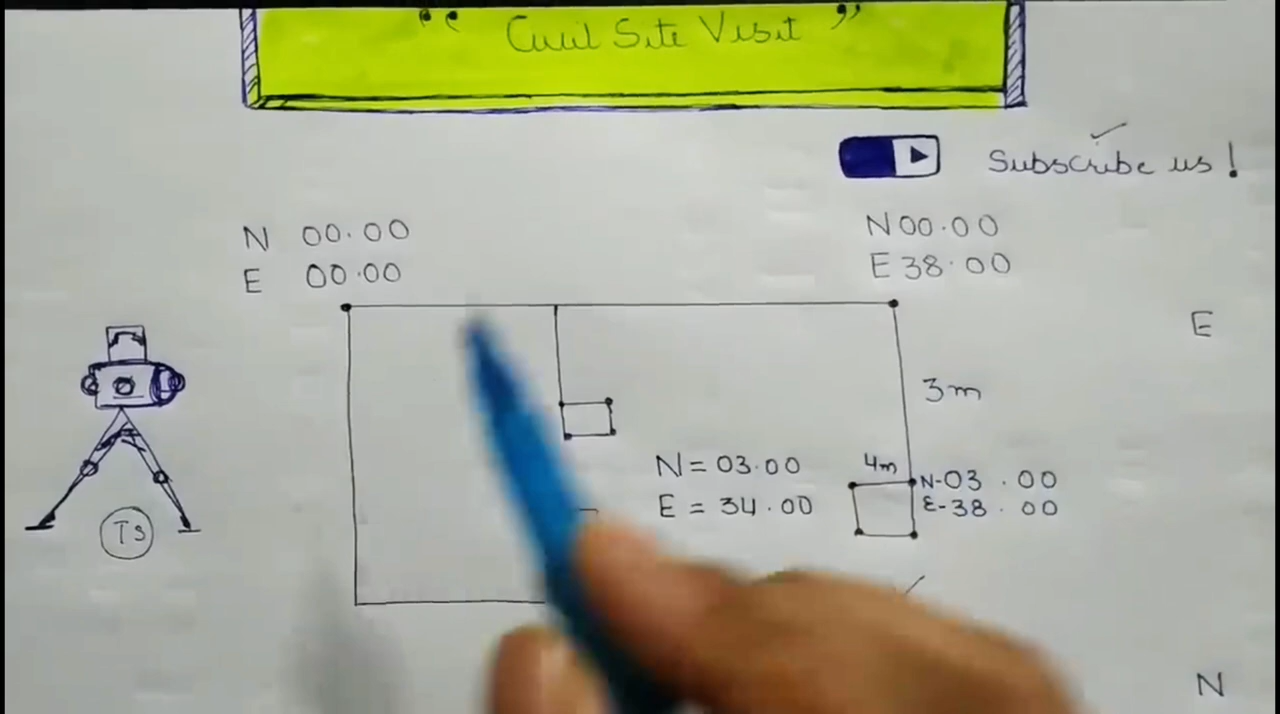 “ Civil Site Visit ”
Subscribe us !
N 00.00
E 00.00
N 00.00
E 38.00
E
3m
4m
N = 03.00
E = 34.00
N-03 . 00
E-38 . 00
TS
N